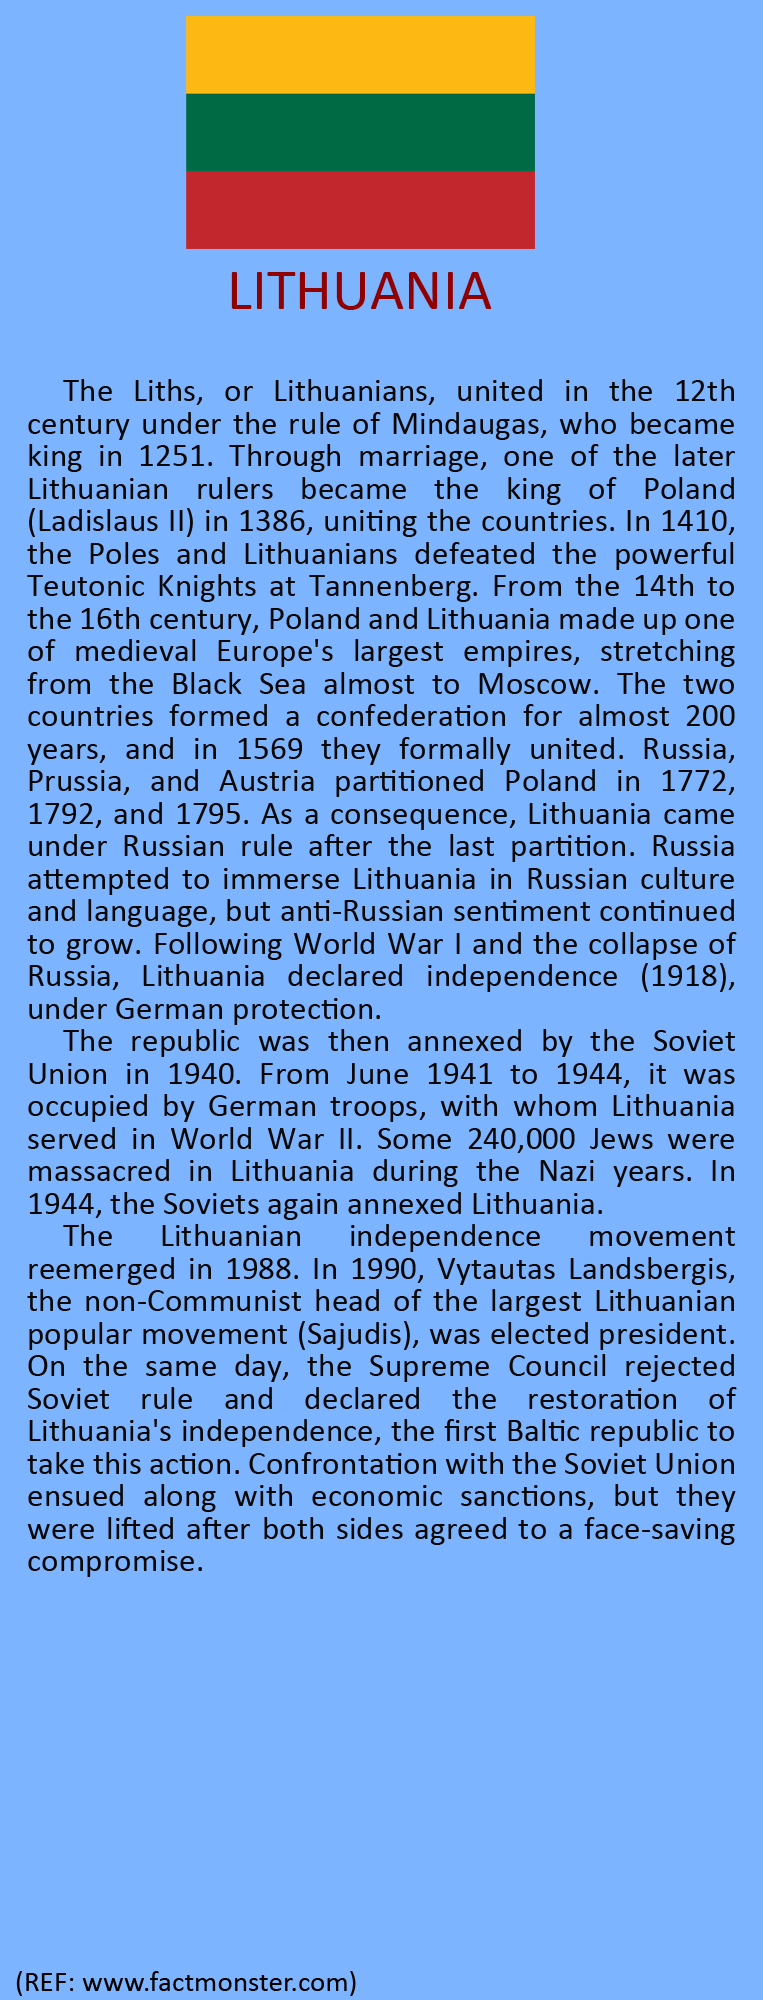 LITHUANIA
The Liths, or Lithuanians, united in the 12th
century under the rule of Mindaugas, who became
king in 1251. Through marriage, one of the later
Lithuanian rulers became the king of Poland
(Ladislaus II) in 1386, uniting the countries. In 1410,
the Poles and Lithuanians defeated the powerful
Teutonic Knights at Tannenberg. From the 14th to
the 16th century, Poland and Lithuania made up one
of medieval Europe's largest empires, stretching
from the Black Sea almost to Moscow. The two
countries formed a confederation for almost 200
years, and in 1569 they formally united. Russia,
Prussia, and Austria partitioned Poland in 1772,
1792, and 1795. As a consequence, Lithuania came
under Russian rule after the last partition. Russia
attempted to immerse Lithuania in Russian culture
and language, but anti-Russian sentiment continued
to grow. Following World War I and the collapse of
Russia, Lithuania declared independence (1918),
under German protection.
The republic was then annexed by the Soviet
Union in 1940. From June 1941 to 1944, it was
occupied by German troops, with whom Lithuania
served in World War II. Some 240,000 Jews were
massacred in Lithuania during the Nazi years. In
1944, the Soviets again annexed Lithuania.
The Lithuanian independence movement
reemerged in 1988. In 1990, Vytautas Landsbergis,
the non-Communist head of the largest Lithuanian
popular movement (Sajudis), was elected president.
On the same day, the Supreme Council rejected
Soviet rule and declared the restoration of
Lithuania's independence, the first Baltic republic to
take this action. Confrontation with the Soviet Union
ensued along with economic sanctions, but they
were lifted after both sides agreed to a face-saving
compromise.
(REF: www.factmonster.com)